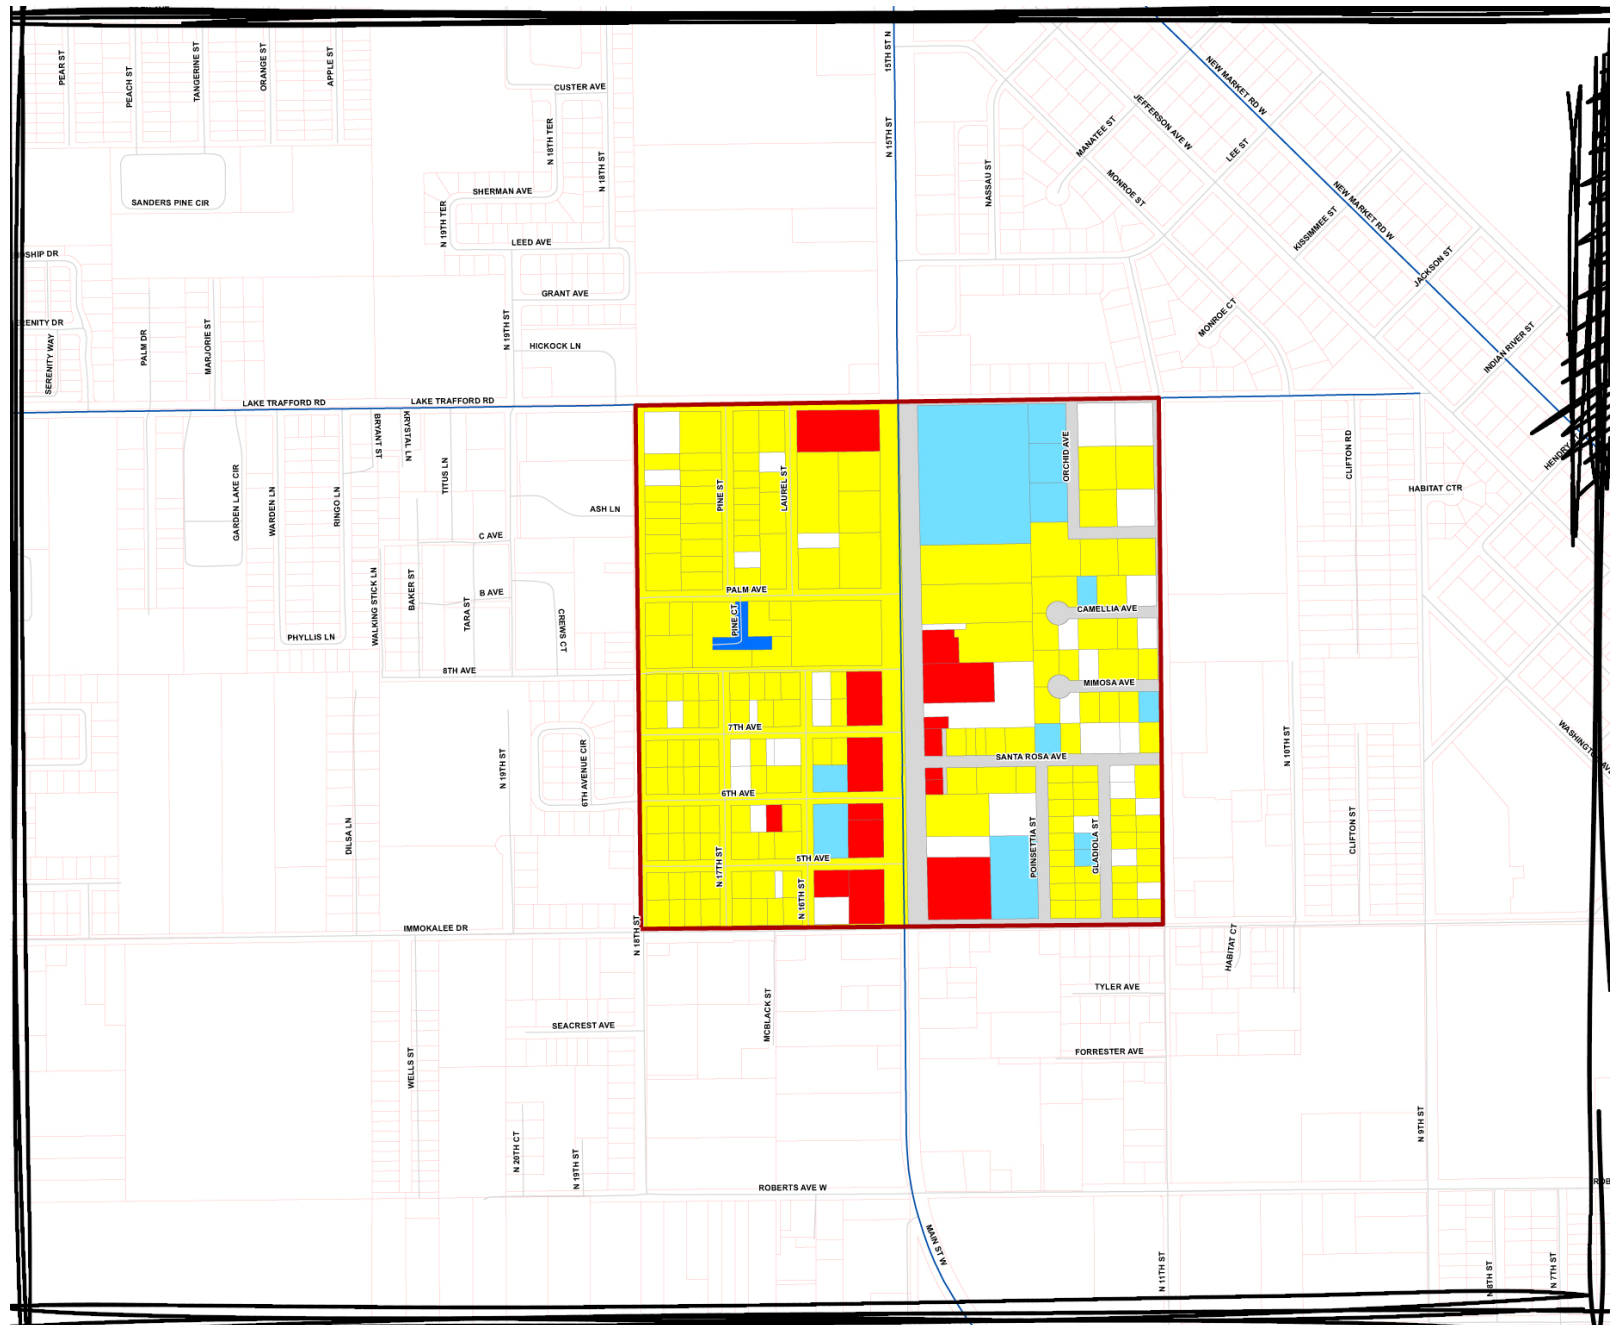 PEAR ST
PEACH ST
TANGERINE ST
ORANGE ST
APPLE ST
CUSTER AVE
N 18TH TER
N 18TH ST
15TH ST N
N 15TH ST
NEW MARKET RD W
JEFFERSON AVE W
MANATEE ST
LEE ST
MONROE ST
NASSAU ST
NEW MARKET RD W
KISSIMMEE ST
JACKSON ST
SANDERS PINE CIR
SHERMAN AVE
N 19TH TER
LEED AVE
DSHIP DR
GRANT AVE
MONROE CT
INDIAN RIVER ST
ERENITY DR
SERENITY WAY
PALM DR
MARJORIE ST
N 19TH ST
HICKOCK LN
LAKE TRAFFORD RD
LAKE TRAFFORD RD
BRYANT ST
KRYSTAL LN
TITUS LN
GARDEN LAKE CIR
WARDEN LN
RINGO LN
ASH LN
C AVE
B AVE
BAKER ST
TARA ST
WALKING STICK LN
CREWS CT
PHYLLIS LN
8TH AVE
PINE ST
LAUREL ST
PALM AVE
PINE CT
ORCHID AVE
CAMELLIA AVE
MIMOSA AVE
SANTA ROSA AVE
POINSETTIA ST
GLADIOLA ST
7TH AVE
6TH AVE
5TH AVE
N 17TH ST
N 16TH ST
CLIFTON RD
HABITAT CTR
HENDRY
N 10TH ST
CLIFTON ST
WASHINGTON AVE
N 19TH ST
6TH AVENUE CIR
DILSA LN
IMMOKALEE DR
N 18TH ST
HABITAT CT
TYLER AVE
FORRESTER AVE
MCBLACK ST
SEACREST AVE
WELLS ST
N 20TH CT
N 19TH ST
ROBERTS AVE W
ROB
MAIN ST W
N 11TH ST
N 9TH ST
N 8TH ST
N 7TH ST